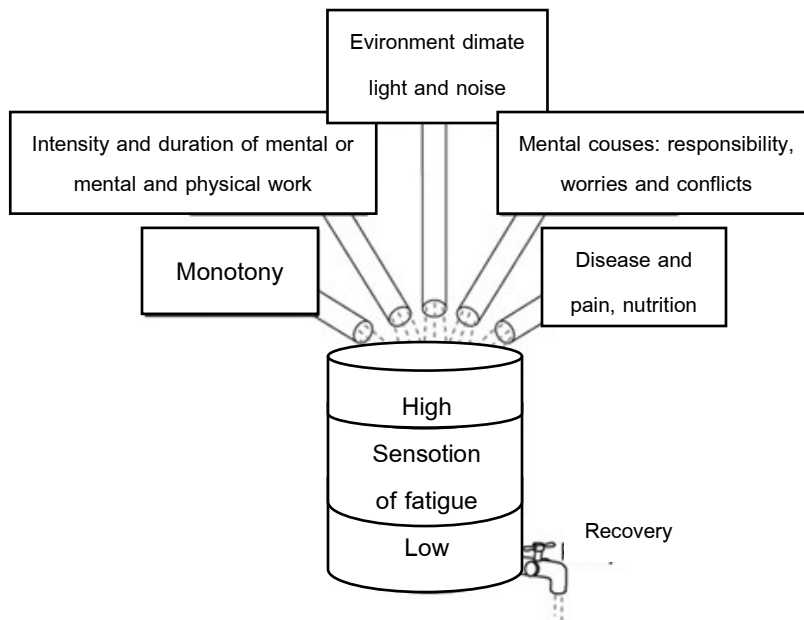 Evironment dimate
light and noise
Intensity and duration of mental or
mental and physical work
Mental couses: responsibility,
worries and conflicts
Monotony
Disease and
pain, nutrition
High
Sensotion
of fatigue
Low
Recovery